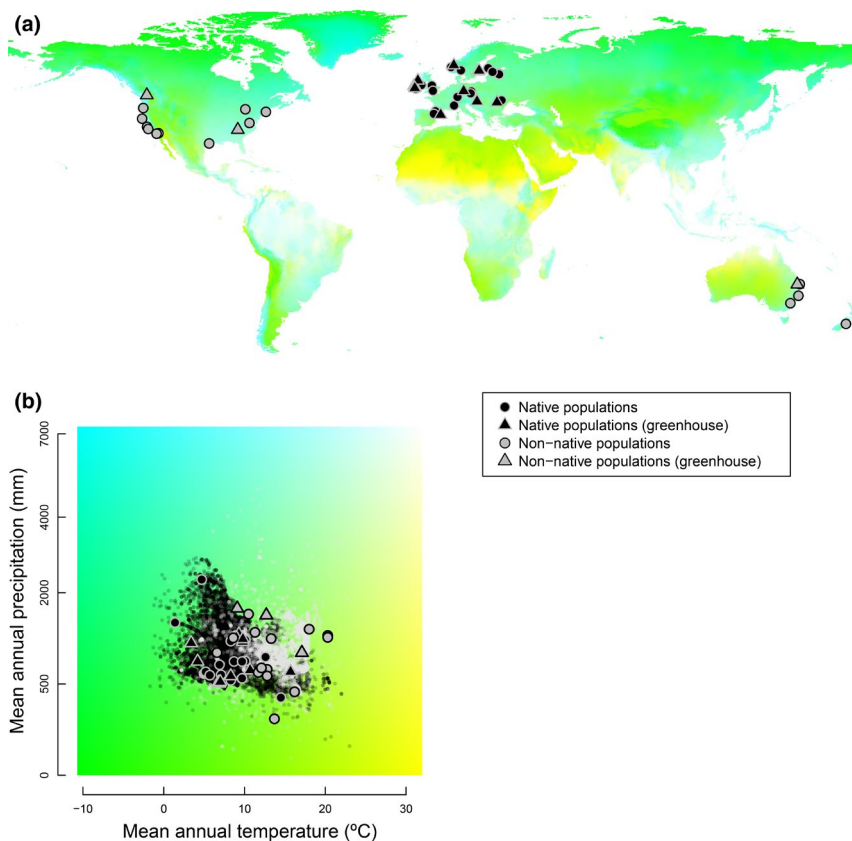 (a)
(b)
Native populations
Native populations (greenhouse)
Non−native populations
Non−native populations (greenhouse)
Mean annual precipitation (mm)
7000
4000
2000
500
0
−10 0 10 20 30
Mean annual temperature (ºC)